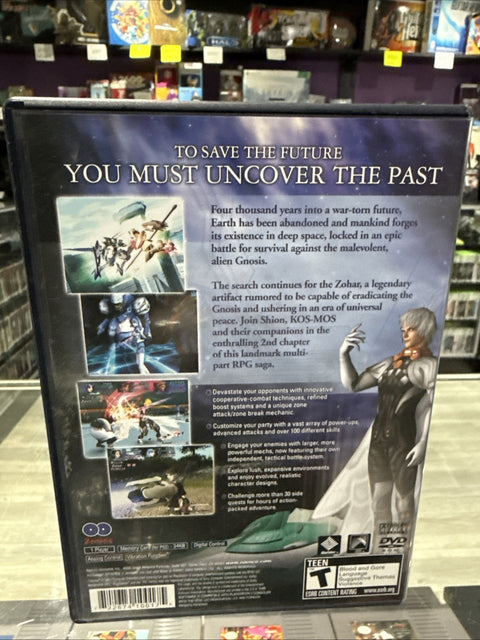 HALO
TO SAVE THE FUTURE
YOU MUST UNCOVER THE PAST
Four thousand years into a war-torn future,
Earth has been abandoned and mankind forges
its existence in deep space, locked in an epic
battle for survival against the malevolent,
alien Gnosis.
The search continues for the Zohar, a legendary
artifact rumored to be capable of eradicating the
Gnosis and ushering in an era of universal
peace. Join Shion, KOS-MOS
and their companions in the
enthralling 2nd chapter
of this landmark multi-
part RPG saga.
Devastate your opponents with innovative
cooperative-combat techniques, refined
boost systems and a unique zone
attack/zone break mechanic.
Customize your party with a vast array of power-ups,
advanced attacks and over 100 different skills
Engage your enemies with larger, more
powerful mechs, now featuring their own
independent, tactical battle-system.
Explore lush, expansive environments
and enjoy evolved, realistic
character designs.
Challenge more than 30 side
quests for hours of action-
packed adventure.
1 Player
Memory Card
Digital Control
Analog Control
Vibration Function
DVD
TEEN
T
Blood and Gore
Language
Suggestive Themes
Violence
ESRB CONTENT RATING
www.esrb.org